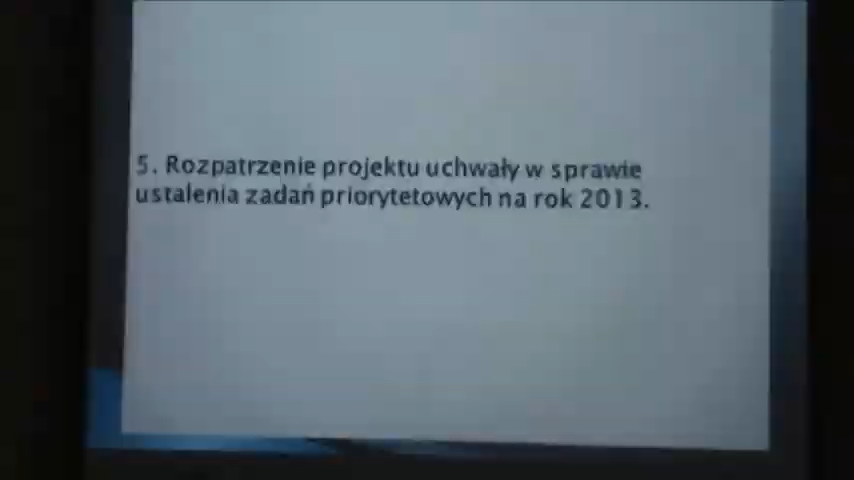 5. Rozpatrzenie projektu uchwały w sprawie
ustalenia zadań priorytetowych na rok 2013.